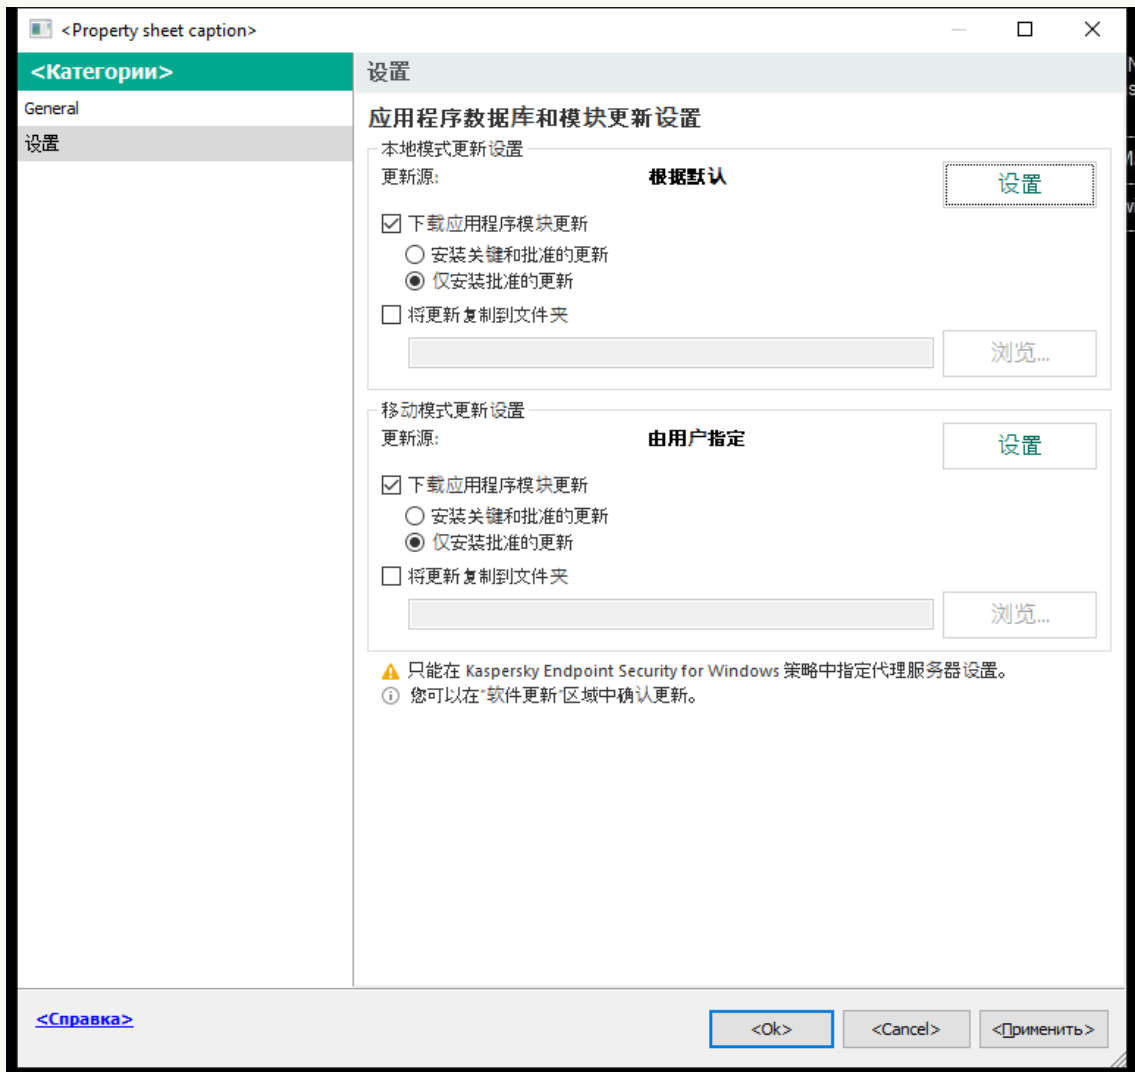 <Property sheet caption>
<Категории>
General
设置
设置
应用程序数据库和模块更新设置
本地模式更新设置
更新源: 根据默认 设置
下载应用程序模块更新
安装关键和批准的更新
仅安装批准的更新
将更新复制到文件夹
浏览...
移动模式更新设置
更新源: 由用户指定 设置
下载应用程序模块更新
安装关键和批准的更新
仅安装批准的更新
将更新复制到文件夹
浏览...
只能在 Kaspersky Endpoint Security for Windows 策略中指定代理服务器设置。
您可以在“软件更新”区域中确认更新。
<Справка>
<Ok> <Cancel> <Применить>